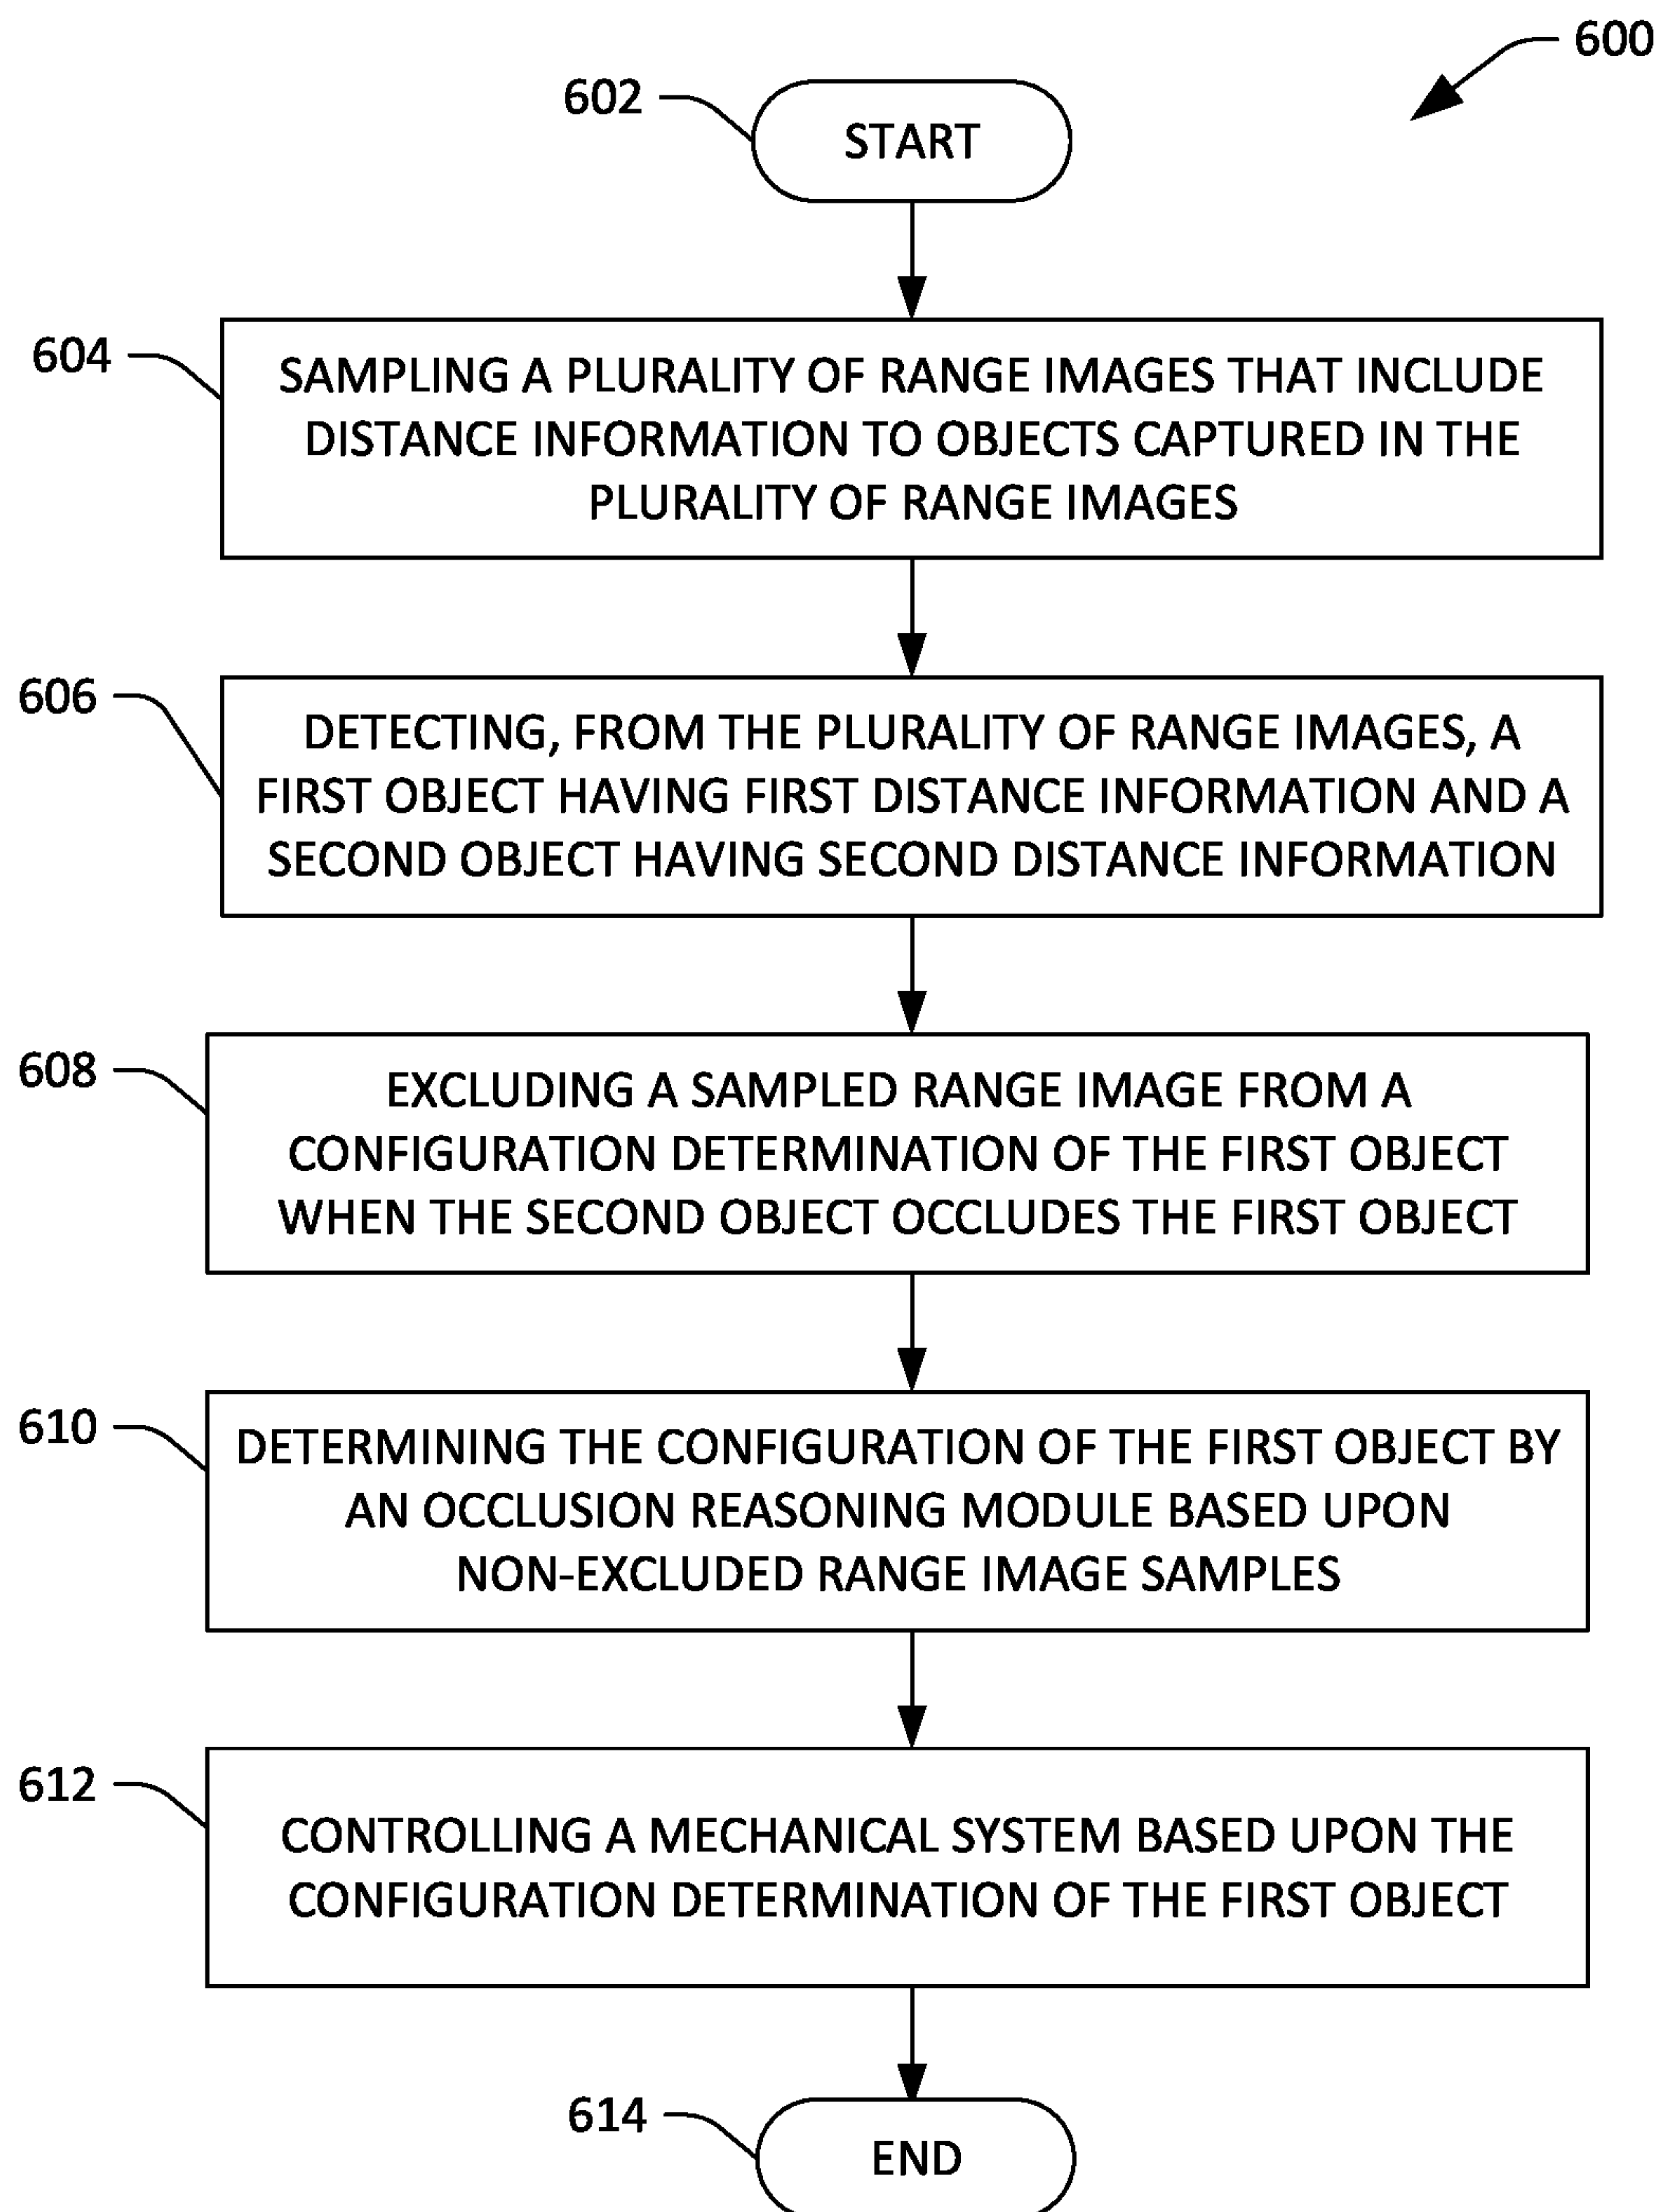 600
602
START
604
SAMPLING A PLURALITY OF RANGE IMAGES THAT INCLUDE
DISTANCE INFORMATION TO OBJECTS CAPTURED IN THE
PLURALITY OF RANGE IMAGES
606
DETECTING, FROM THE PLURALITY OF RANGE IMAGES, A
FIRST OBJECT HAVING FIRST DISTANCE INFORMATION AND A
SECOND OBJECT HAVING SECOND DISTANCE INFORMATION
608
EXCLUDING A SAMPLED RANGE IMAGE FROM A
CONFIGURATION DETERMINATION OF THE FIRST OBJECT
WHEN THE SECOND OBJECT OCCLUDES THE FIRST OBJECT
610
DETERMINING THE CONFIGURATION OF THE FIRST OBJECT BY
AN OCCLUSION REASONING MODULE BASED UPON
NON-EXCLUDED RANGE IMAGE SAMPLES
612
CONTROLLING A MECHANICAL SYSTEM BASED UPON THE
CONFIGURATION DETERMINATION OF THE FIRST OBJECT
614
END